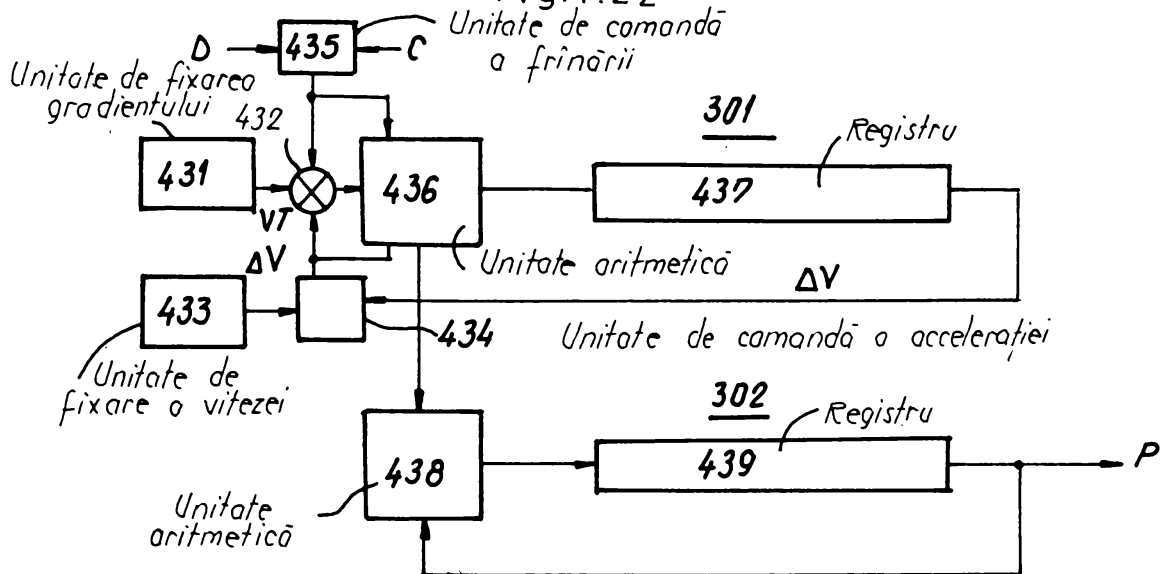 Unitate de comandă
a frînării
D
435
C
Unitate de fixarea
gradientului
432
301
Registru
431
436
437
VT
ΔV
Unitate aritmetică
ΔV
433
434
Unitate de comandă a accelerației
Unitate de
fixare a vitezei
302
Registru
438
439
P
Unitate
aritmetică